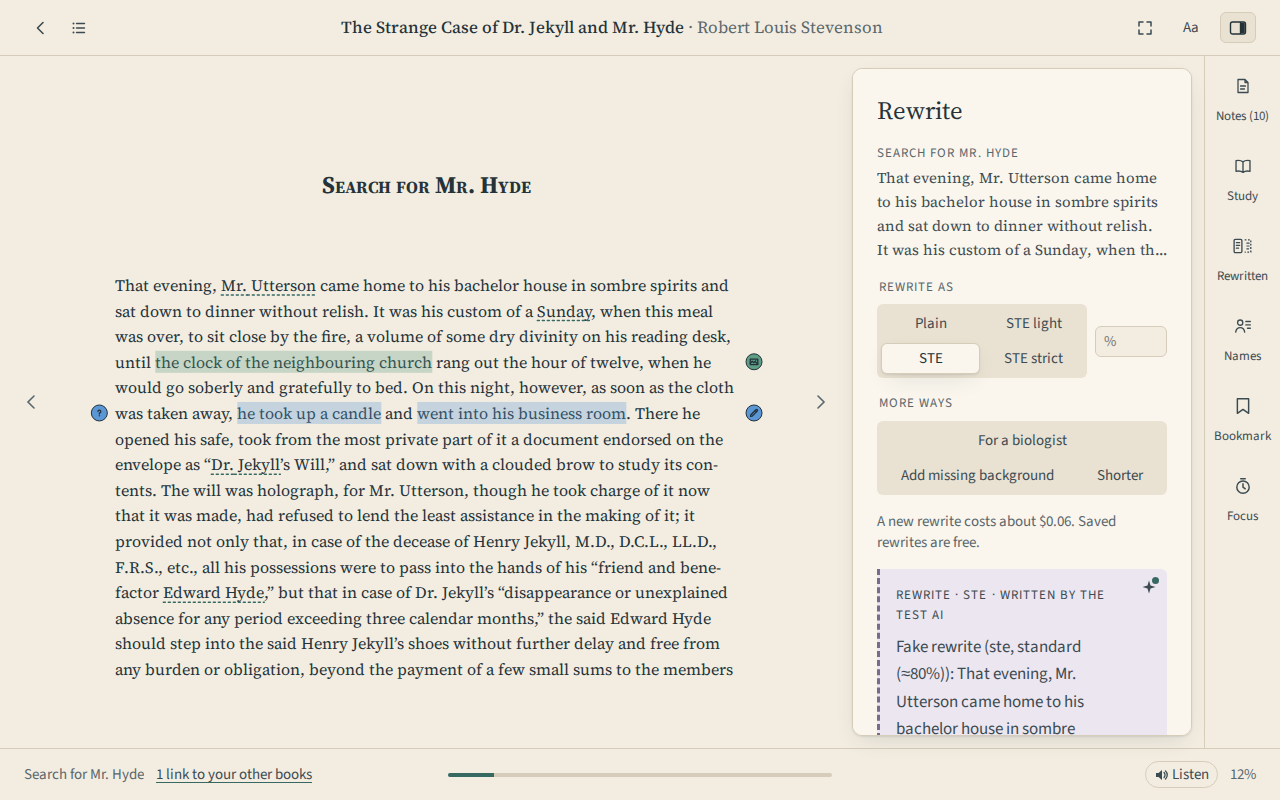 The Strange Case of Dr. Jekyll and Mr. Hyde · Robert Louis Stevenson
Aa
Search for Mr. Hyde
That evening, Mr. Utterson came home to his bachelor house in sombre spirits and
sat down to dinner without relish. It was his custom of a Sunday, when this meal
was over, to sit close by the fire, a volume of some dry divinity on his reading desk,
until the clock of the neighbouring church rang out the hour of twelve, when he
would go soberly and gratefully to bed. On this night, however, as soon as the cloth
was taken away, he took up a candle and went into his business room. There he
opened his safe, took from the most private part of it a document endorsed on the
envelope as “Dr. Jekyll’s Will,” and sat down with a clouded brow to study its con-
tents. The will was holograph, for Mr. Utterson, though he took charge of it now
that it was made, had refused to lend the least assistance in the making of it; it
provided not only that, in case of the decease of Henry Jekyll, M.D., D.C.L., LL.D.,
F.R.S., etc., all his possessions were to pass into the hands of his “friend and bene-
factor Edward Hyde,” but that in case of Dr. Jekyll’s “disappearance or unexplained
absence for any period exceeding three calendar months,” the said Edward Hyde
should step into the said Henry Jekyll’s shoes without further delay and free from
any burden or obligation, beyond the payment of a few small sums to the members
?
Rewrite
SEARCH FOR MR. HYDE
That evening, Mr. Utterson came home
to his bachelor house in sombre spirits
and sat down to dinner without relish.
It was his custom of a Sunday, when th...
REWRITE AS
Plain
STE light
STE
STE strict
%
MORE WAYS
For a biologist
Add missing background
Shorter
A new rewrite costs about $0.06. Saved
rewrites are free.
REWRITE · STE · WRITTEN BY THE
TEST AI
Fake rewrite (ste, standard
(≈80%)): That evening, Mr.
Utterson came home to his
bachelor house in sombre
Notes (10)
Study
Rewritten
Names
Bookmark
Focus
Search for Mr. Hyde
1 link to your other books
Listen
12%